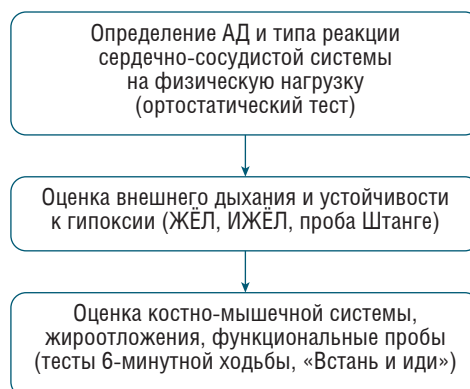 Определение АД и типа реакции
сердечно-сосудистой системы
на физическую нагрузку
(ортостатический тест)
Оценка внешнего дыхания и устойчивости
к гипоксии (ЖЁЛ, ИЖЁЛ, проба Штанге)
Оценка костно-мышечной системы,
жироотложения, функциональные пробы
(тесты 6-минутной ходьбы, «Встань и иди»)